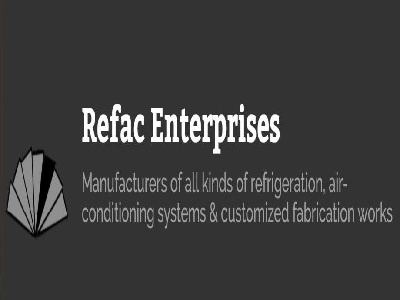 Refac Enterprises
Manufacturers of all kinds of refrigeration, air-
conditioning systems & customized fabrication works